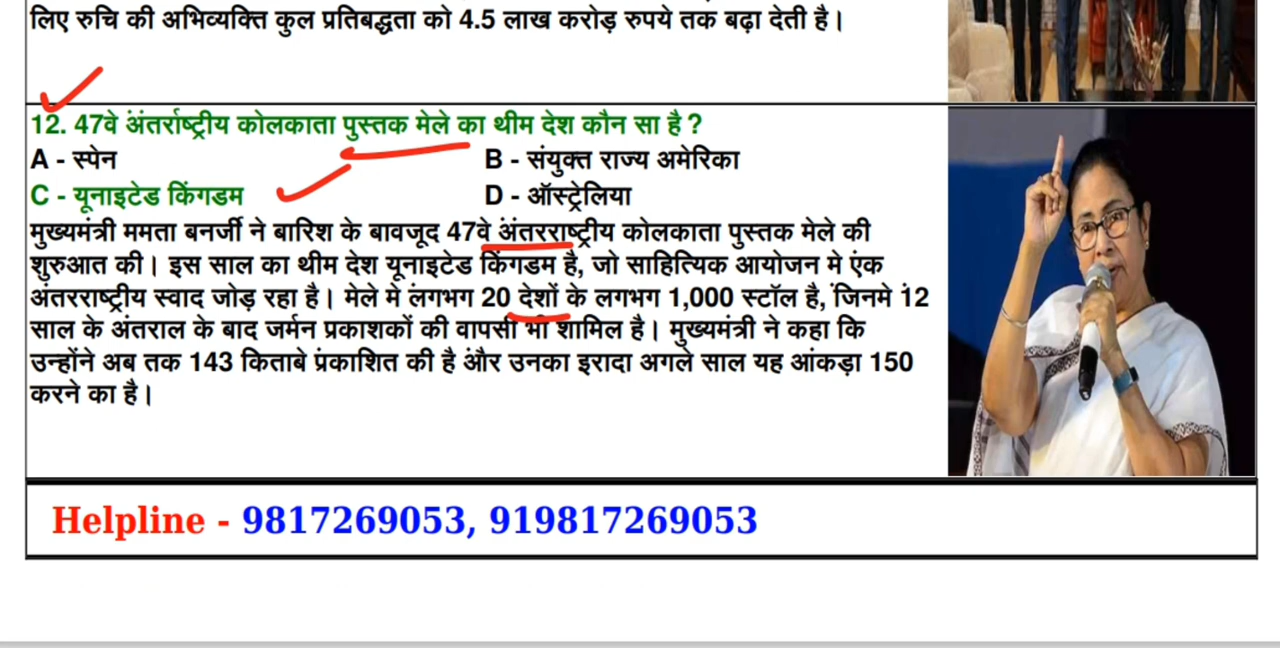 लिए रुचि की अभिव्यक्ति कुल प्रतिबद्धता को 4.5 लाख करोड़ रुपये तक बढ़ा देती है।
12. 47वे अंतर्राष्ट्रीय कोलकाता पुस्तक मेले का थीम देश कौन सा है ?
A - स्पेन
B - संयुक्त राज्य अमेरिका
C - यूनाइटेड किंगडम
D - ऑस्ट्रेलिया
मुख्यमंत्री ममता बनर्जी ने बारिश के बावजूद 47वे अंतरराष्ट्रीय कोलकाता पुस्तक मेले की
शुरुआत की। इस साल का थीम देश यूनाइटेड किंगडम है, जो साहित्यिक आयोजन मे एंक
अंतरराष्ट्रीय स्वाद जोड़ रहा है। मेले मे लंगभग 20 देशों के लगभग 1,000 स्टॉल है, जिनमे 12
साल के अंतराल के बाद जर्मन प्रकाशकों की वापसी भी शामिल है। मुख्यमंत्री ने कहा कि
उन्होंने अब तक 143 किताबे प्रंकाशित की है और उनका इरादा अगले साल यह आंकड़ा 150
करने का है।
Helpline - 9817269053, 919817269053